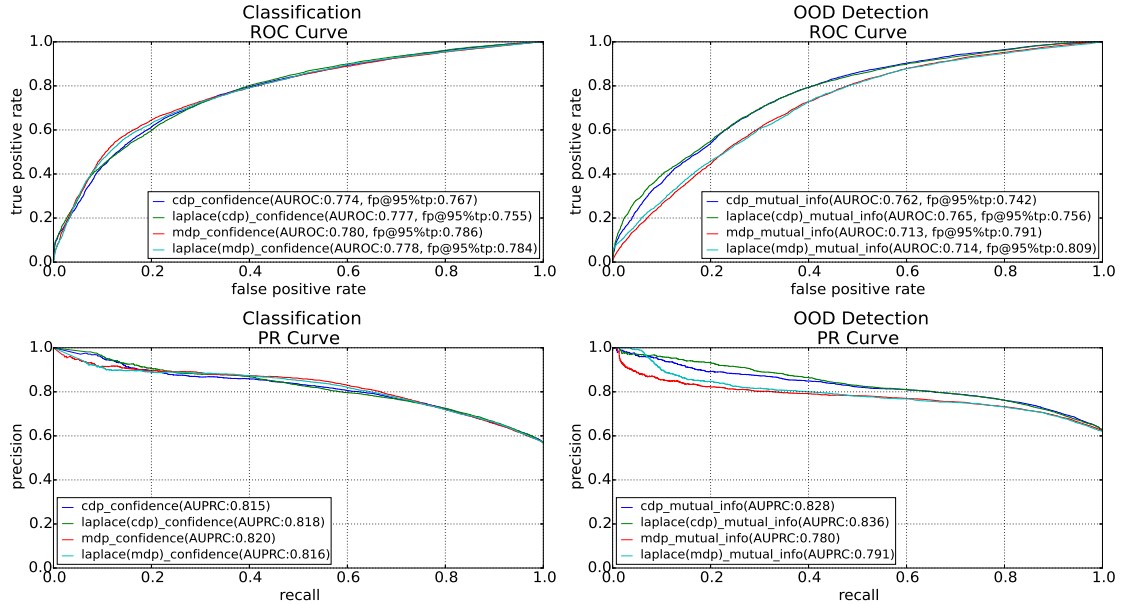 Classification
ROC Curve
1.0
0.8
0.6
0.4
0.2
0.0
true positive rate
cdp_confidence(AUROC:0.774, fp@95%tp:0.767)
laplace(cdp)_confidence(AUROC:0.777, fp@95%tp:0.755)
mdp_confidence(AUROC:0.780, fp@95%tp:0.786)
laplace(mdp)_confidence(AUROC:0.778, fp@95%tp:0.784)
0.0 0.2 0.4 0.6 0.8 1.0
false positive rate
OOD Detection
ROC Curve
1.0
0.8
0.6
0.4
0.2
0.0
true positive rate
cdp_mutual_info(AUROC:0.762, fp@95%tp:0.742)
laplace(cdp)_mutual_info(AUROC:0.765, fp@95%tp:0.756)
mdp_mutual_info(AUROC:0.713, fp@95%tp:0.791)
laplace(mdp)_mutual_info(AUROC:0.714, fp@95%tp:0.809)
0.0 0.2 0.4 0.6 0.8 1.0
false positive rate
Classification
PR Curve
1.0
0.8
0.6
0.4
0.2
0.0
precision
cdp_confidence(AUPRC:0.815)
laplace(cdp)_confidence(AUPRC:0.818)
mdp_confidence(AUPRC:0.820)
laplace(mdp)_confidence(AUPRC:0.816)
0.0 0.2 0.4 0.6 0.8 1.0
recall
OOD Detection
PR Curve
1.0
0.8
0.6
0.4
0.2
0.0
precision
cdp_mutual_info(AUPRC:0.828)
laplace(cdp)_mutual_info(AUPRC:0.836)
mdp_mutual_info(AUPRC:0.780)
laplace(mdp)_mutual_info(AUPRC:0.791)
0.0 0.2 0.4 0.6 0.8 1.0
recall